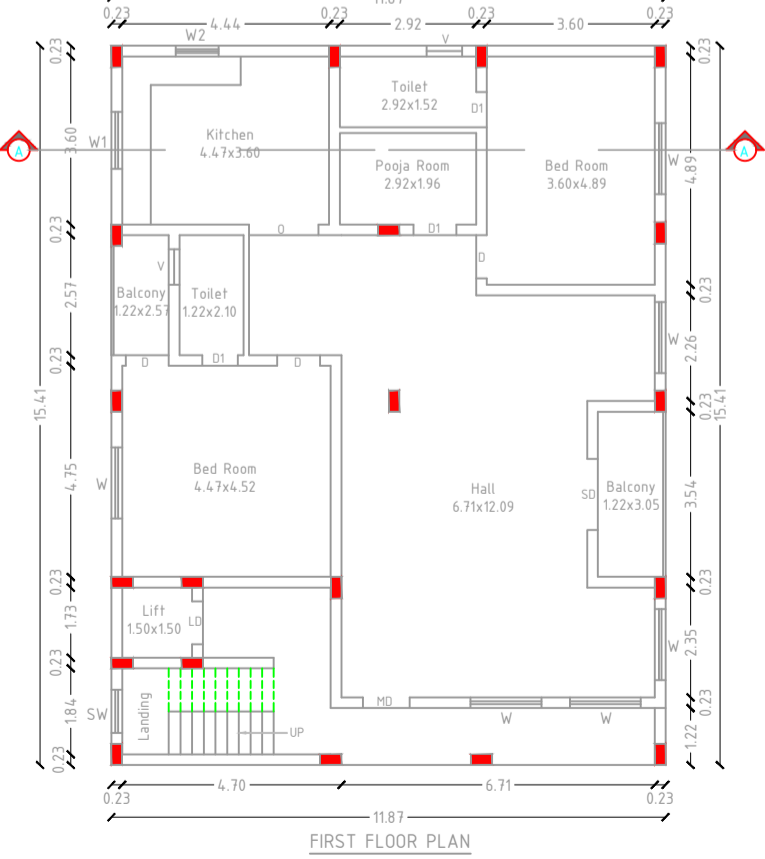 0.23 0.23 0.23 0.23
4.44 2.92 3.60
W2 V
0.23 0.23
Toilet
2.92x1.52
D1
W1 Kitchen
4.47x3.60
3.60
A A
Pooja Room
2.92x1.96
Bed Room
3.60x4.89
W 4.89
0.23 O D1
D
V
Balcony
1.22x2.57
Toilet
1.22x2.10
2.57
0.23
W 2.26
0.23 D D1 D
15.41 0.23 15.41
4.75
W
Bed Room
4.47x4.52
Hall
6.71x12.09
SD Balcony
1.22x3.05
3.54
0.23 0.23
1.73
Lift
1.50x1.50
LD
W 2.35
0.23
1.84
SW Landing
UP
MD
W W
0.23
1.22
0.23
4.70 6.71
0.23 0.23
11.87
FIRST FLOOR PLAN